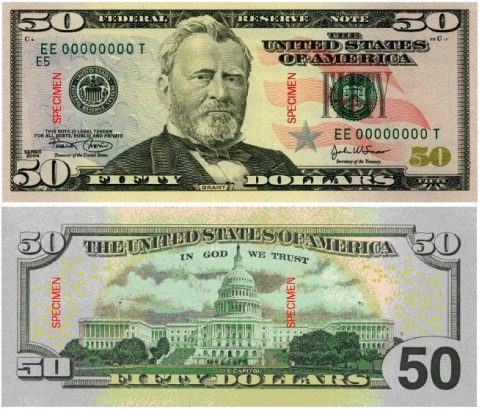 50 FEDERAL RESERVE NOTE 50
THE
UNITED STATES
OF AMERICA
EE 00000000 T
E5
SPECIMEN
SPECIMEN
FIFTY
THIS NOTE IS LEGAL TENDER
FOR ALL DEBTS, PUBLIC AND PRIVATE
EE 00000000 T
SERIES
2004
Treasurer of the United States.
Secretary of the Treasury.
50
50 FIFTY DOLLARS FIFTY
GRANT
50 THE UNITED STATES OF AMERICA 50
IN GOD WE TRUST
SPECIMEN
SPECIMEN
U.S. CAPITOL
50 FIFTY DOLLARS 50